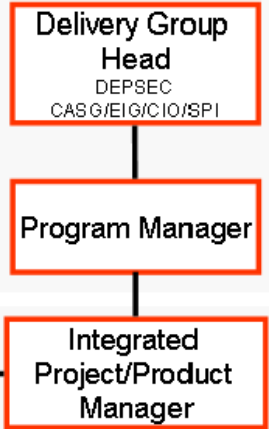 Delivery Group
Head
DEPSEC
CASG/EIG/CIO/SPI
Program Manager
Integrated
Project/Product
Manager